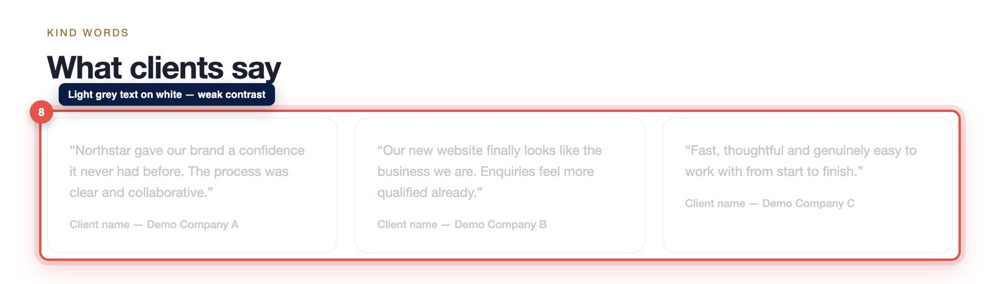 KIND WORDS
What clients say
Light grey text on white — weak contrast
8
“Northstar gave our brand a confidence
it never had before. The process was
clear and collaborative.”
Client name — Demo Company A
“Our new website finally looks like the
business we are. Enquiries feel more
qualified already.”
Client name — Demo Company B
“Fast, thoughtful and genuinely easy to
work with from start to finish.”
Client name — Demo Company C